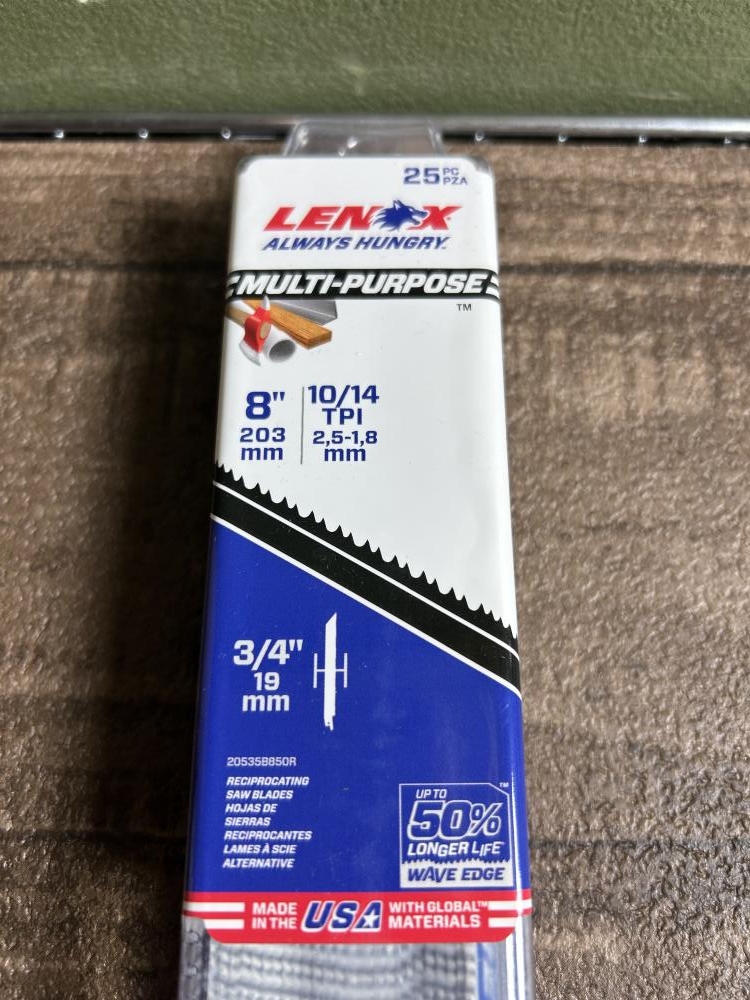 25 PC
PZA
LENOX
ALWAYS HUNGRY.
MULTI-PURPOSE
TM
8"
203
mm
10/14
TPI
2,5-1,8
mm
3/4"
19
mm
20535B850R
RECIPROCATING
SAW BLADES
HOJAS DE
SIERRAS
RECIPROCANTES
LAMES À SCIE
ALTERNATIVE
UP TO
50%
LONGER LIFE
WAVE EDGE
TM
MADE
IN THE
USA
WITH GLOBAL
MATERIALS